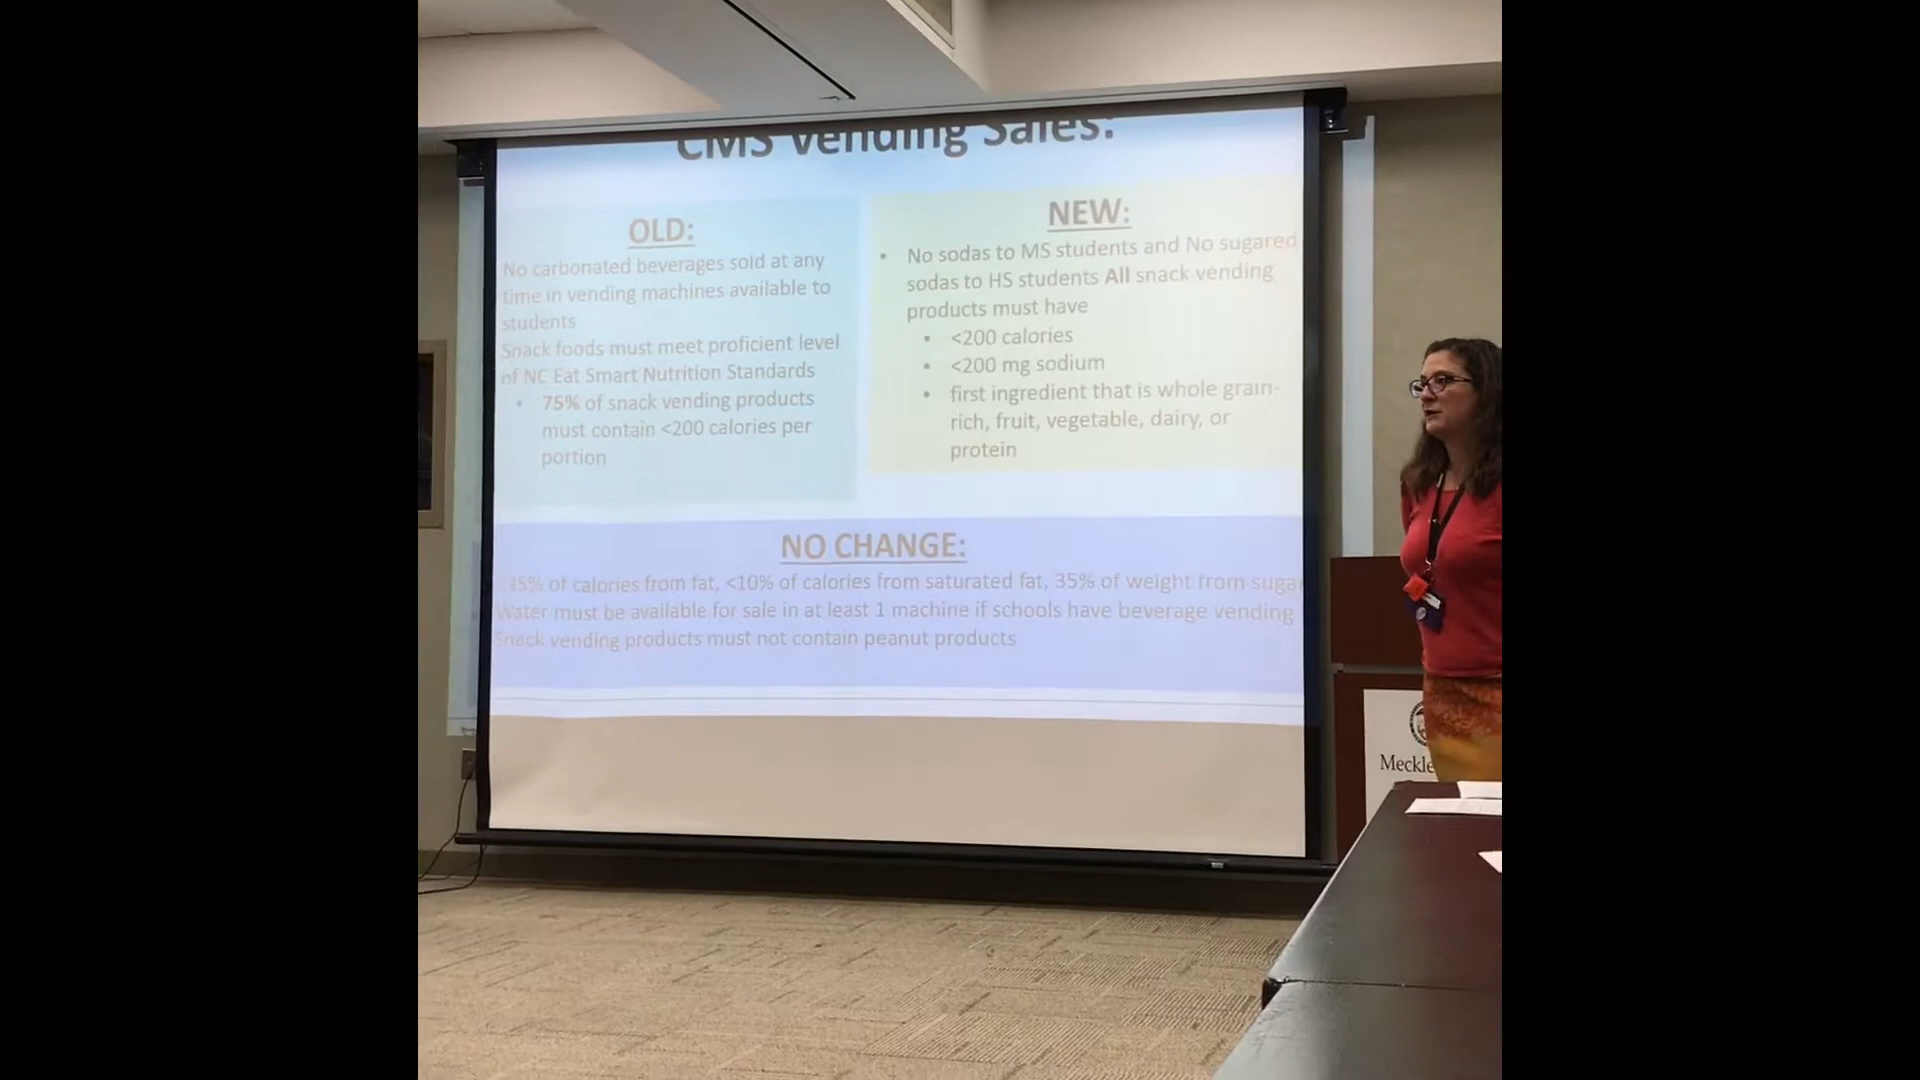 CMS Vending Sales:
OLD:
No carbonated beverages sold at any
time in vending machines available to
students
Snack foods must meet proficient level
of NC Eat Smart Nutrition Standards
• 75% of snack vending products
must contain <200 calories per
portion
NEW:
• No sodas to MS students and No sugared
sodas to HS students All snack vending
products must have
• <200 calories
• <200 mg sodium
• first ingredient that is whole grain-
rich, fruit, vegetable, dairy, or
protein
NO CHANGE:
35% of calories from fat, <10% of calories from saturated fat, 35% of weight from sugar
Water must be available for sale in at least 1 machine if schools have beverage vending
Snack vending products must not contain peanut products
Meckle